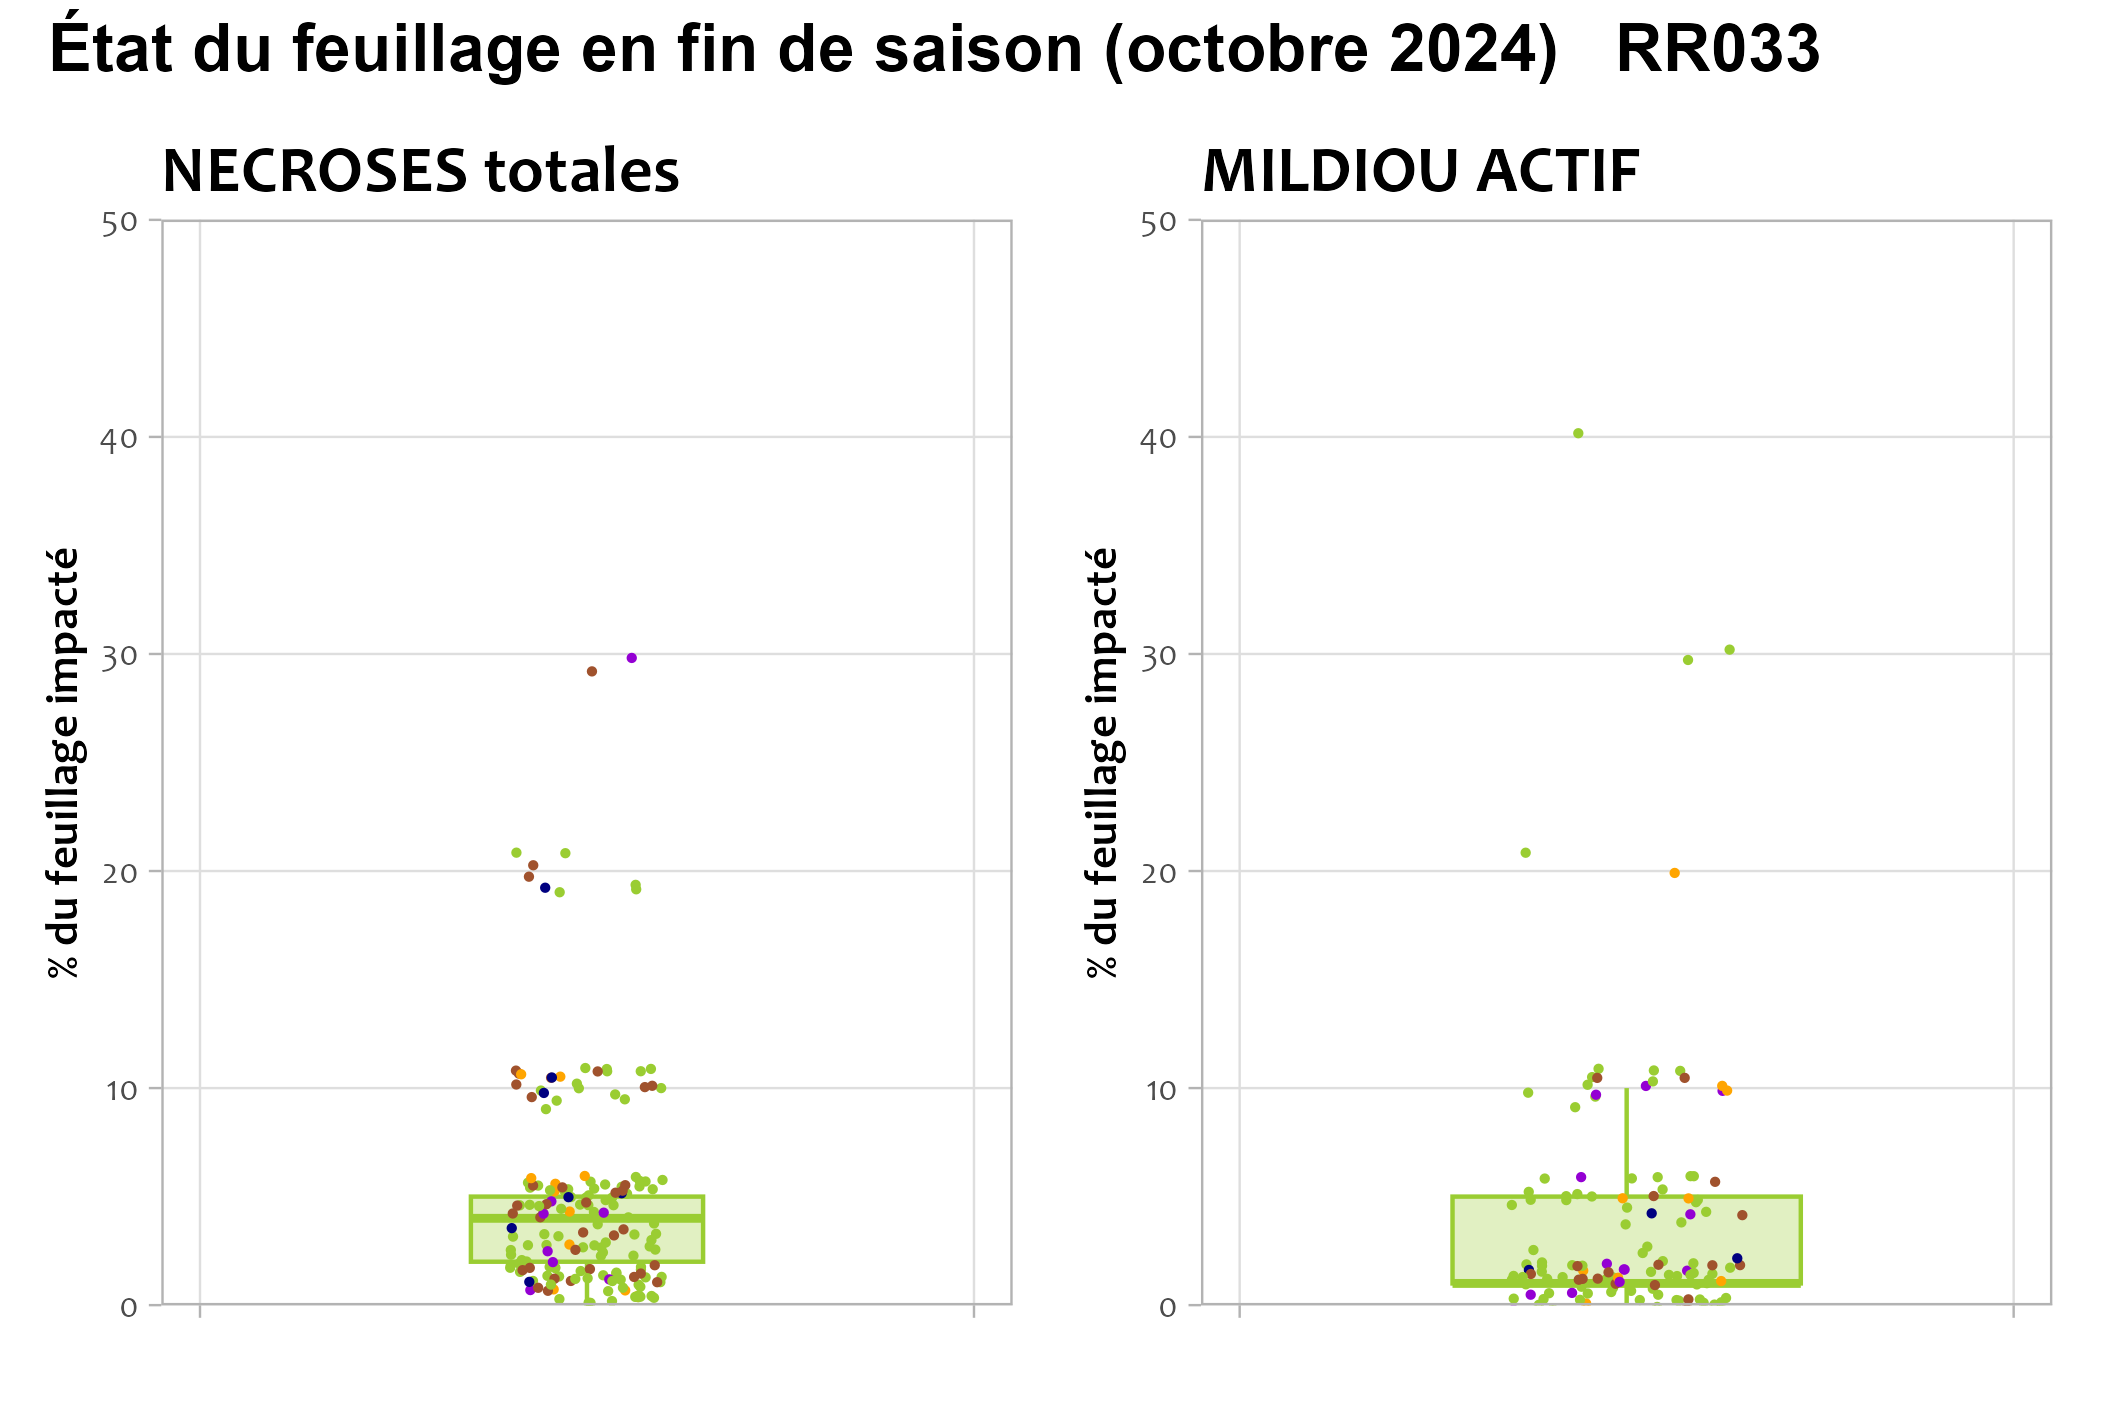 État du feuillage en fin de saison (octobre 2024) RR033
NECROSES totales
MILDIOU ACTIF
% du feuillage impacté
50
40
30
20
10
0
% du feuillage impacté
50
40
30
20
10
0